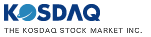 KOSDAQ
THE KOSDAQ STOCK MARKET INC.